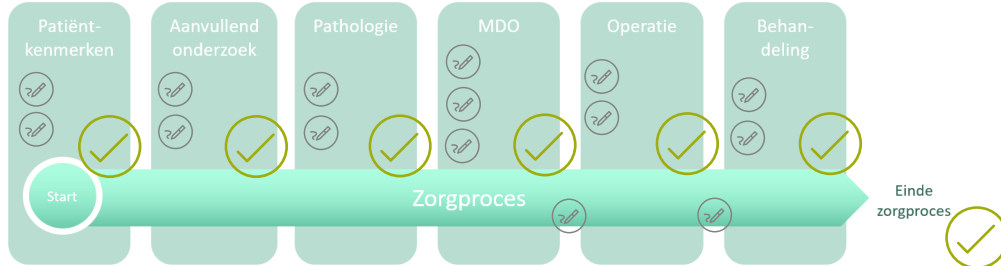 Patiënt-
kenmerken
Aanvullend
onderzoek
Pathologie
MDO
Operatie
Behan-
deling
Start
Zorgproces
Einde
zorgproces